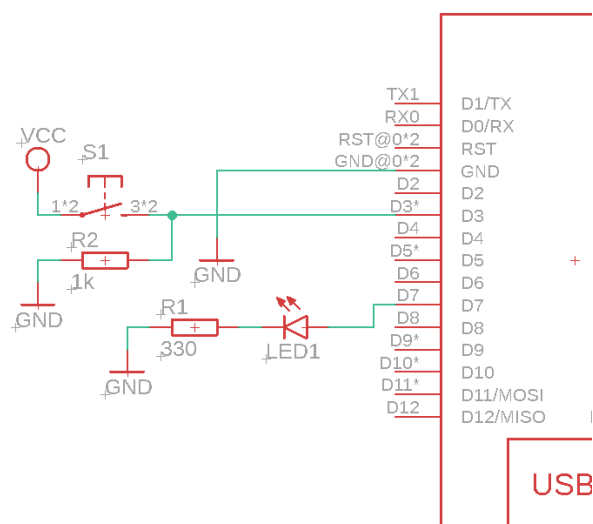 VCC
S1
1*2
3*2
R2
1k
GND
GND
R1
330
LED1
GND
TX1
RX0
RST@0*2
GND@0*2
D2
D3*
D4
D5*
D6
D7
D8
D9*
D10*
D11*
D12
D1/TX
D0/RX
RST
GND
D2
D3
D4
D5
D6
D7
D8
D9
D10
D11/MOSI
D12/MISO
USB